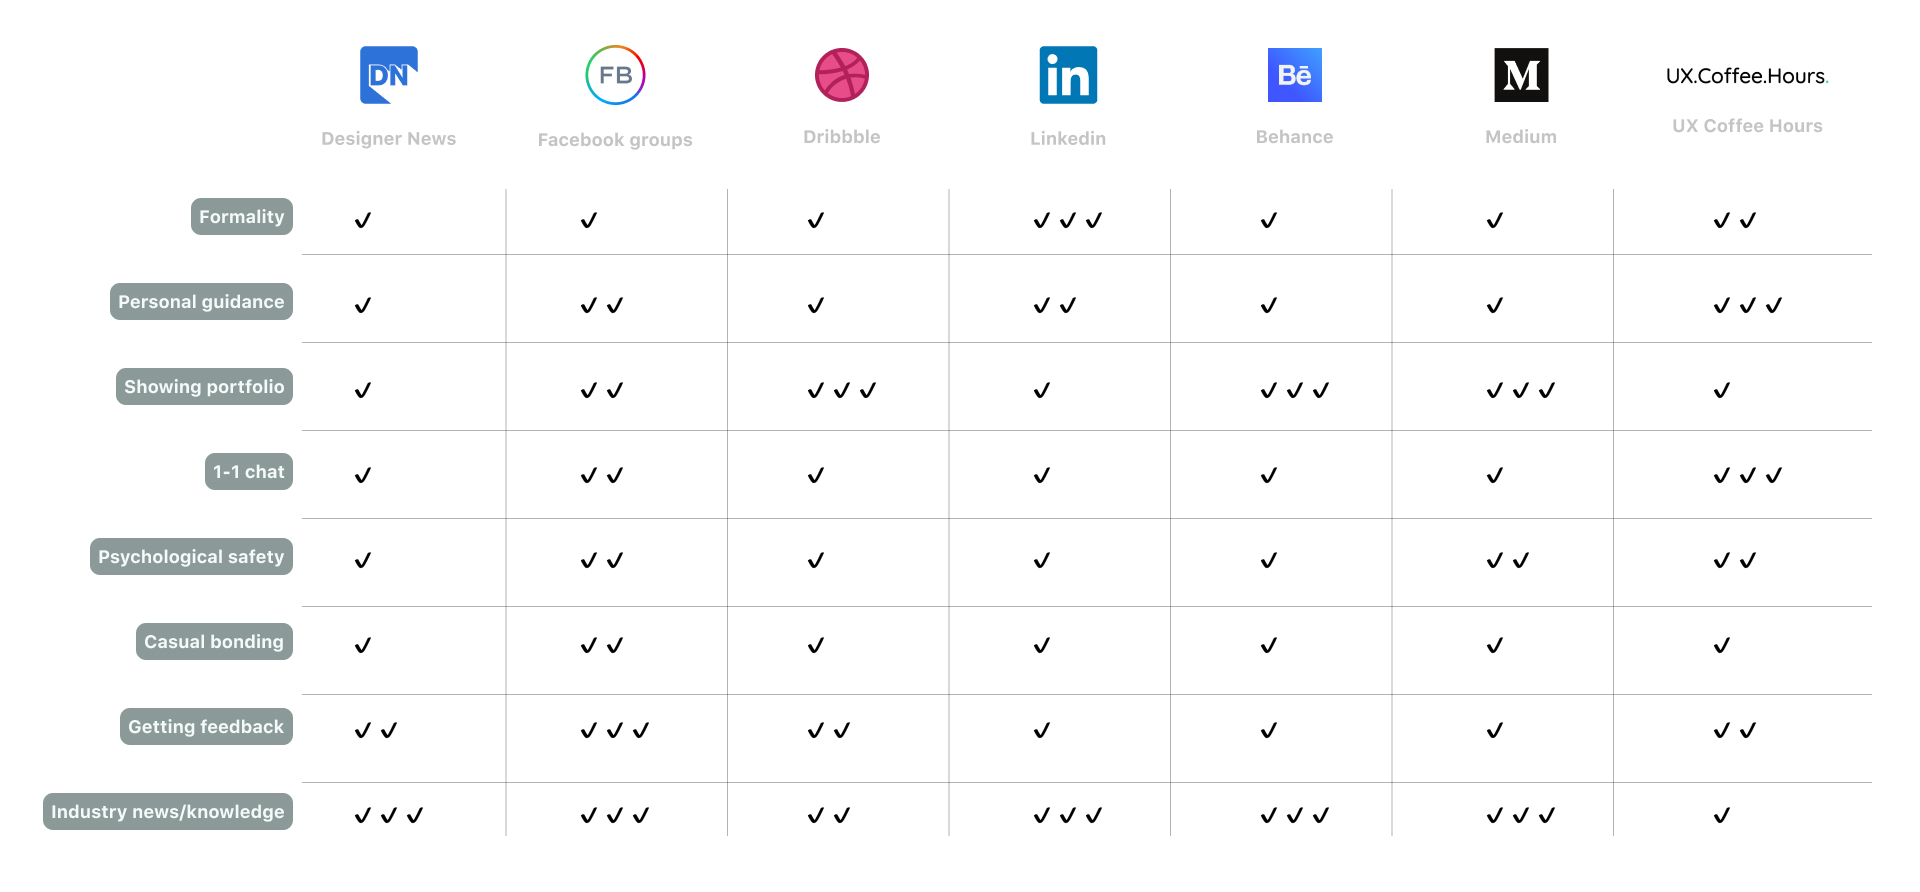 DN FB in Bē M UX.Coffee.Hours.
Designer News Facebook groups Dribbble Linkedin Behance Medium UX Coffee Hours
Formality ✓ ✓ ✓ ✓✓✓ ✓ ✓ ✓✓
Personal guidance ✓ ✓✓ ✓ ✓✓ ✓ ✓ ✓✓✓
Showing portfolio ✓ ✓✓ ✓✓✓ ✓ ✓✓✓ ✓✓✓ ✓
1-1 chat ✓ ✓✓ ✓ ✓ ✓ ✓ ✓✓✓
Psychological safety ✓ ✓✓ ✓ ✓ ✓ ✓✓ ✓✓
Casual bonding ✓ ✓✓ ✓ ✓ ✓ ✓ ✓
Getting feedback ✓✓ ✓✓✓ ✓✓ ✓ ✓ ✓ ✓✓
Industry news/knowledge ✓✓✓ ✓✓✓ ✓✓ ✓✓✓ ✓✓✓ ✓✓✓ ✓